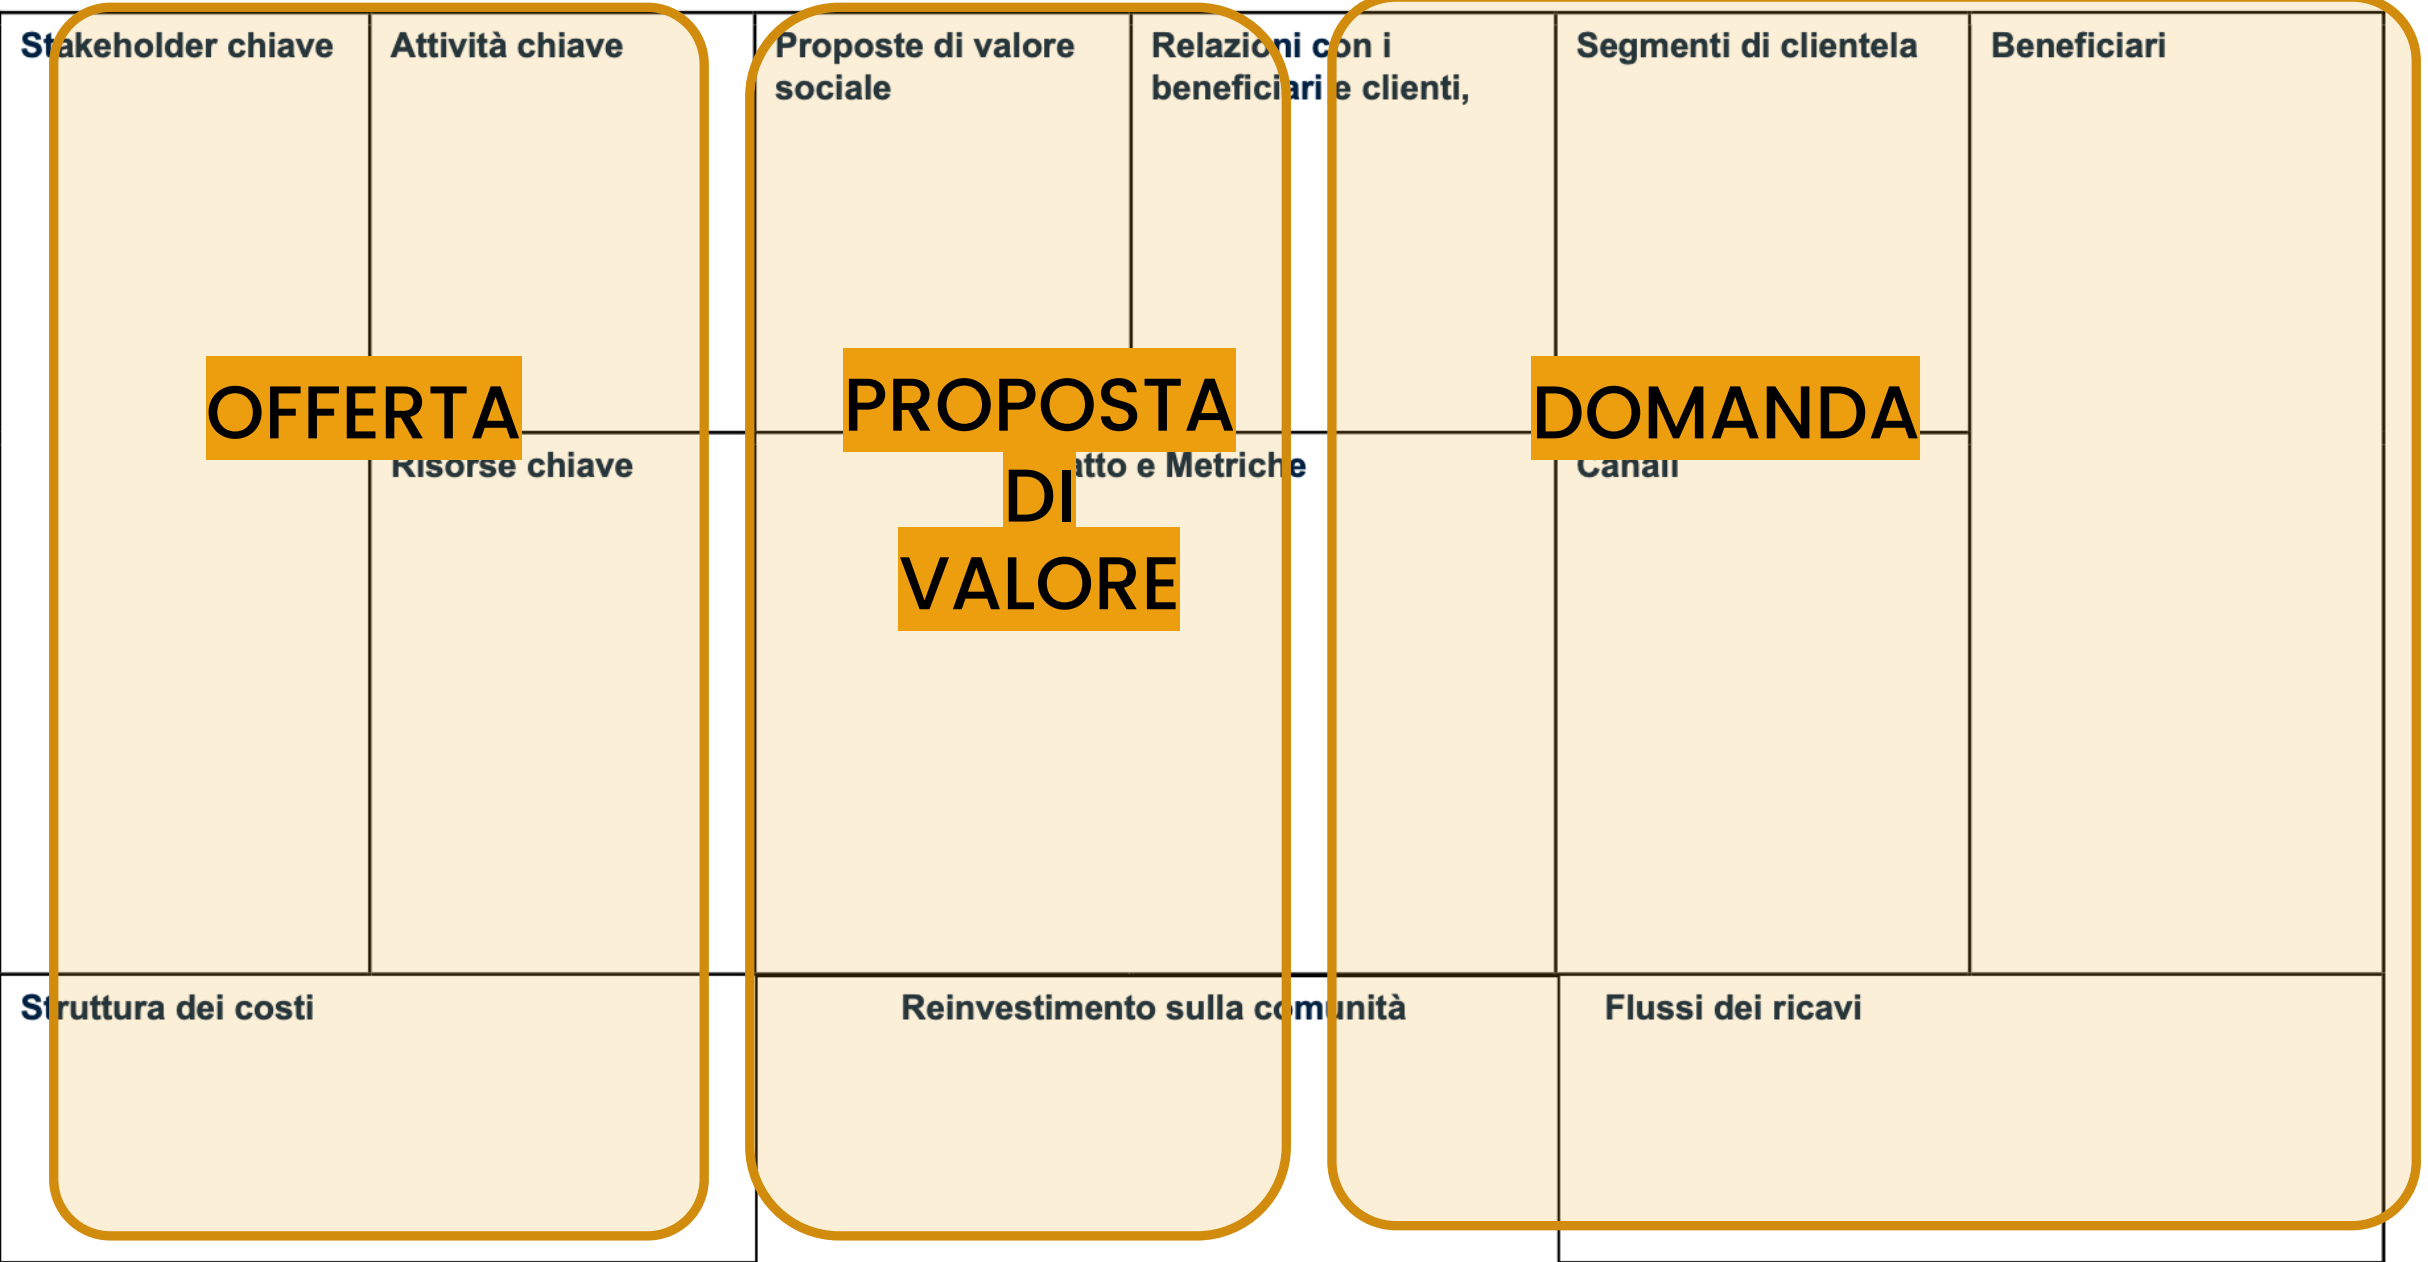 Stakeholder chiave
Attività chiave
Proposte di valore
sociale
Relazioni con i
beneficiari e clienti,
Segmenti di clientela
Beneficiari
OFFERTA
PROPOSTA
DI
VALORE
DOMANDA
Risorse chiave
e Metriche
Canali
Struttura dei costi
Reinvestimento sulla comunità
Flussi dei ricavi